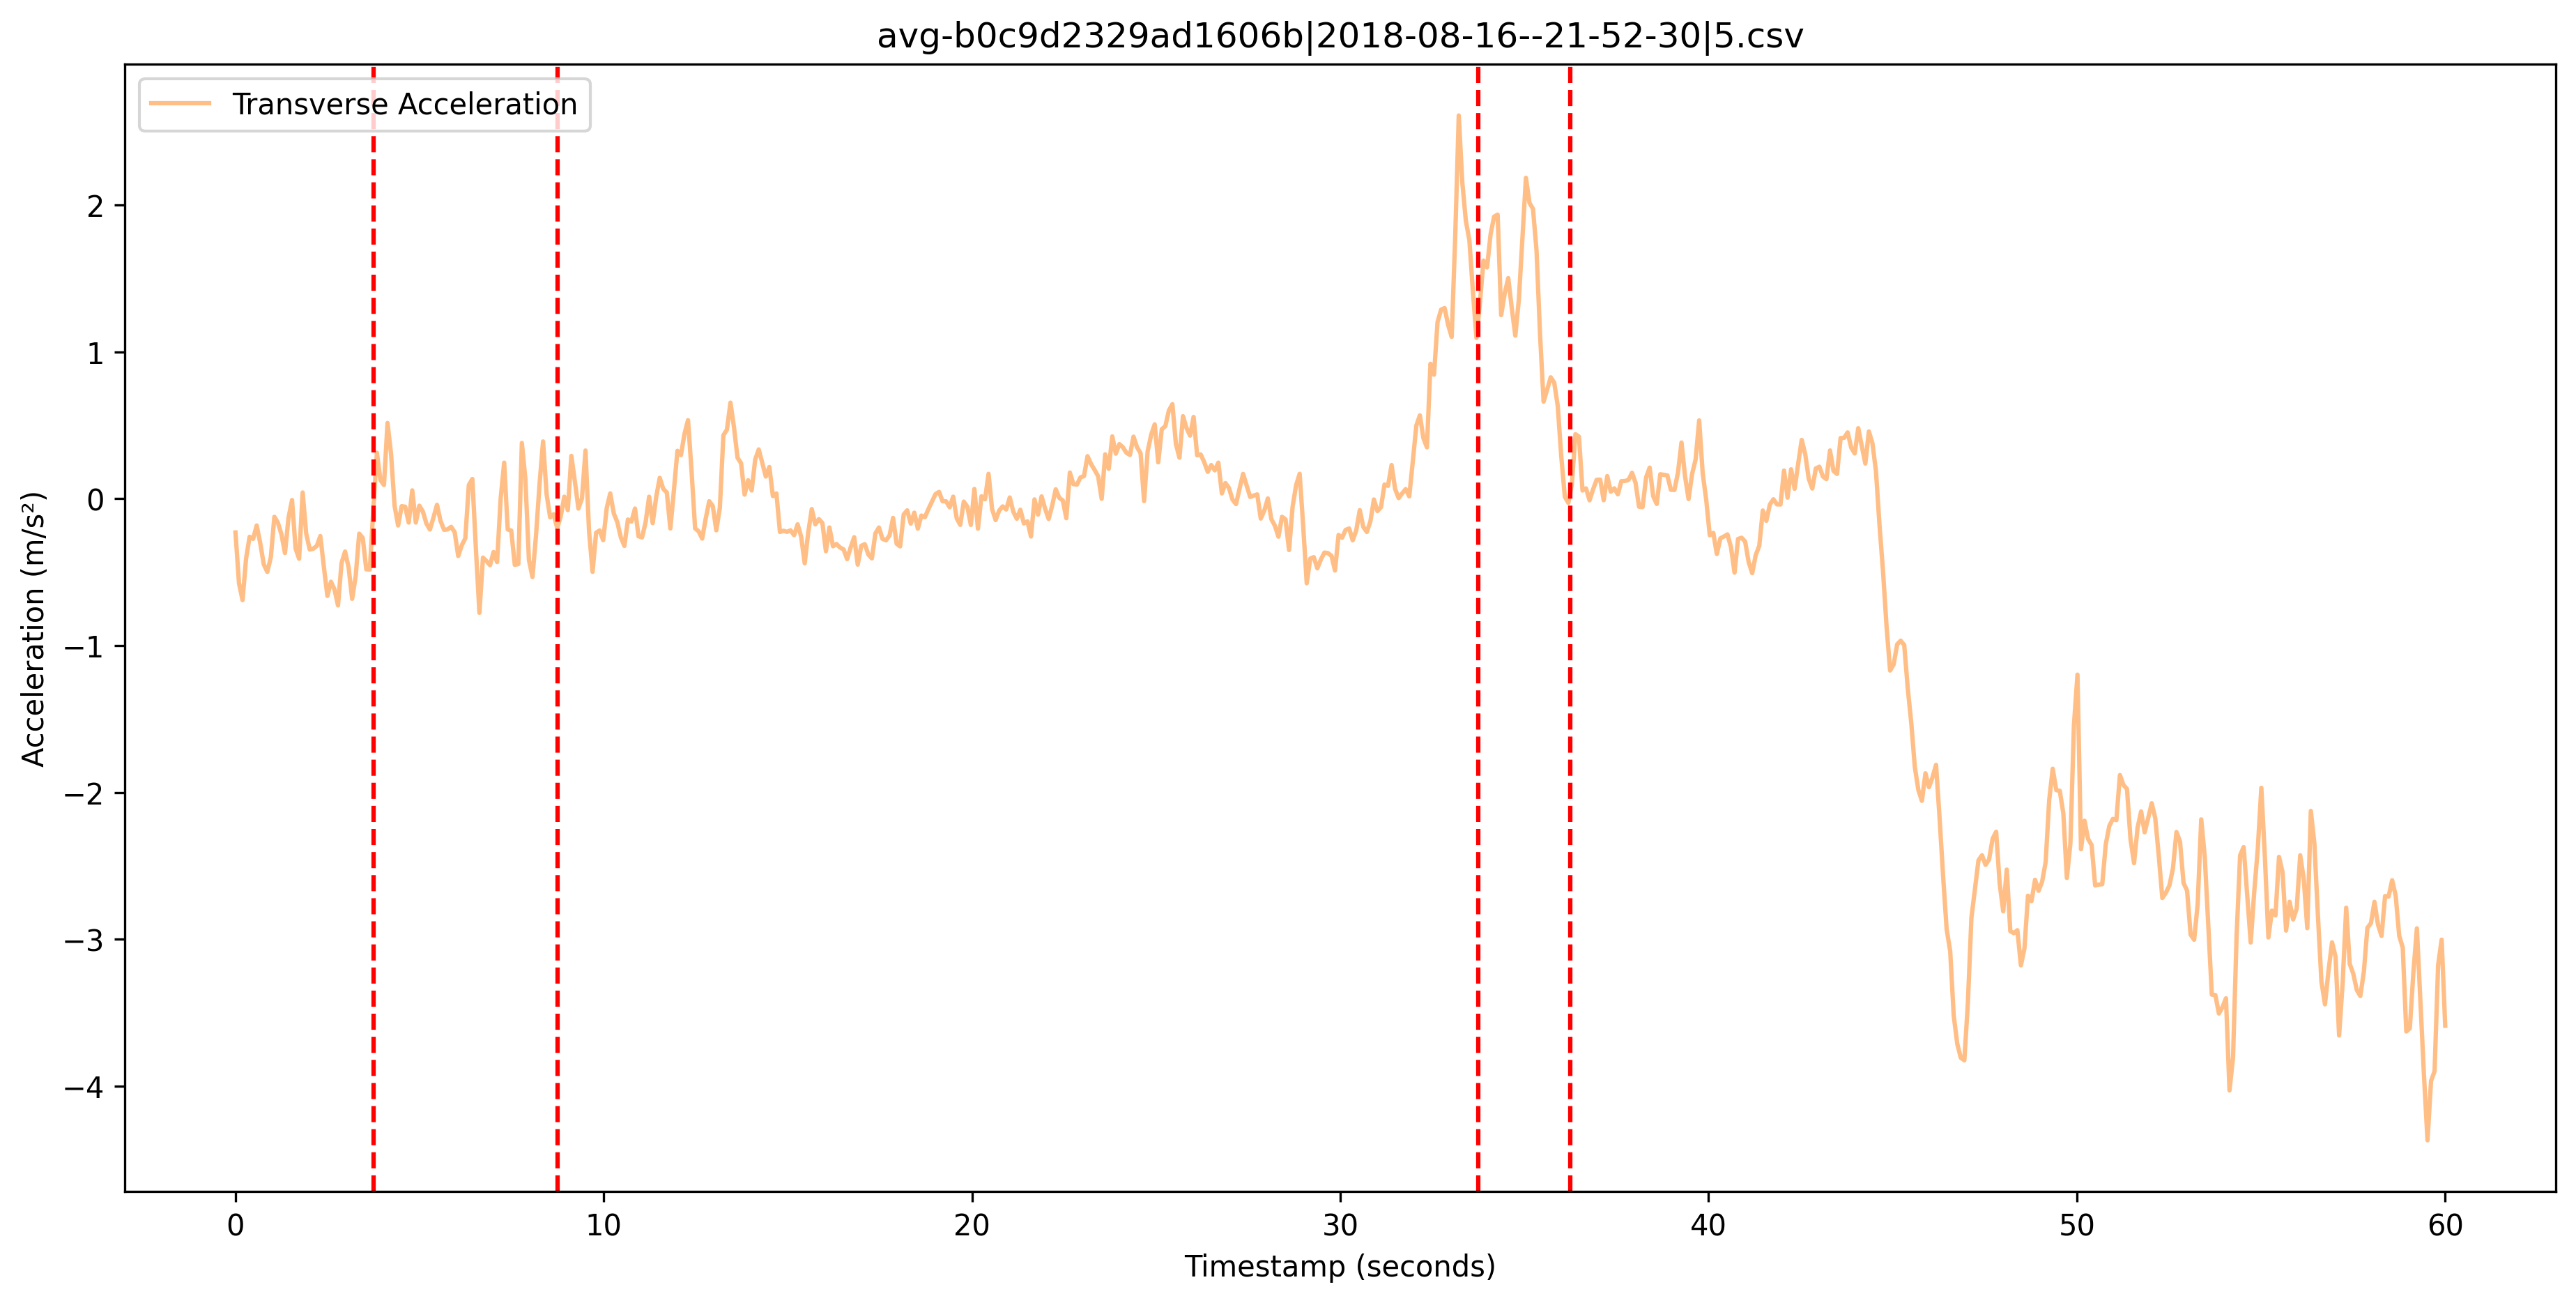 avg-b0c9d2329ad1606b|2018-08-16--21-52-30|5.csv
Transverse Acceleration
Acceleration (m/s²)
2
1
0
−1
−2
−3
−4
0 10 20 30 40 50 60
Timestamp (seconds)